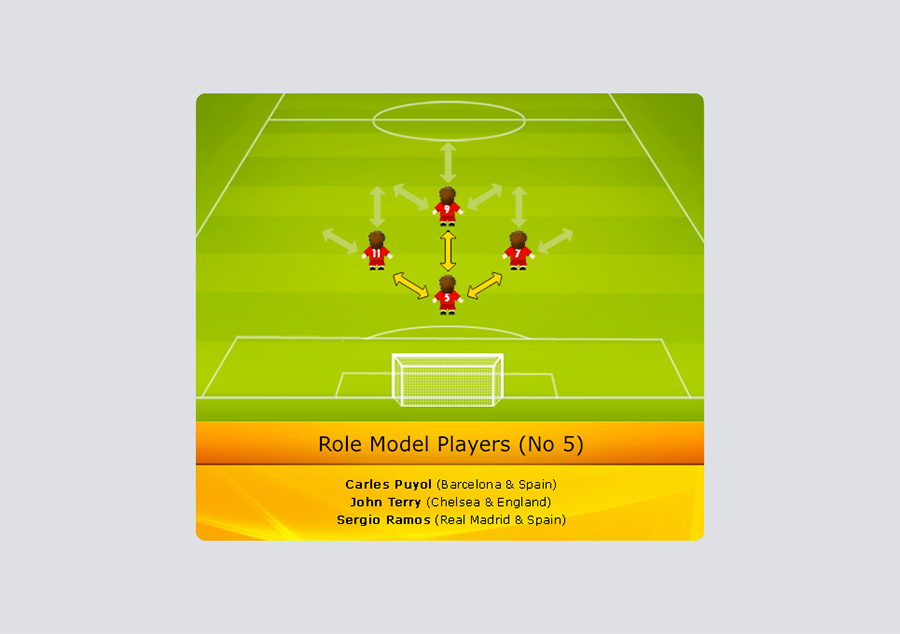 9
11
7
5
Role Model Players (No 5)
Carles Puyol (Barcelona & Spain)
John Terry (Chelsea & England)
Sergio Ramos (Real Madrid & Spain)